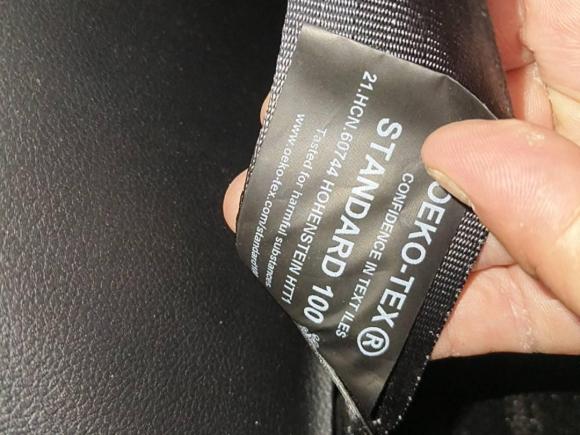 OEKO-TEX®
CONFIDENCE IN TEXTILES
STANDARD 100
21.HCN.60744 HOHENSTEIN HTTI
Tasted for harmful substances.
www.oeko-tex.com/standard100